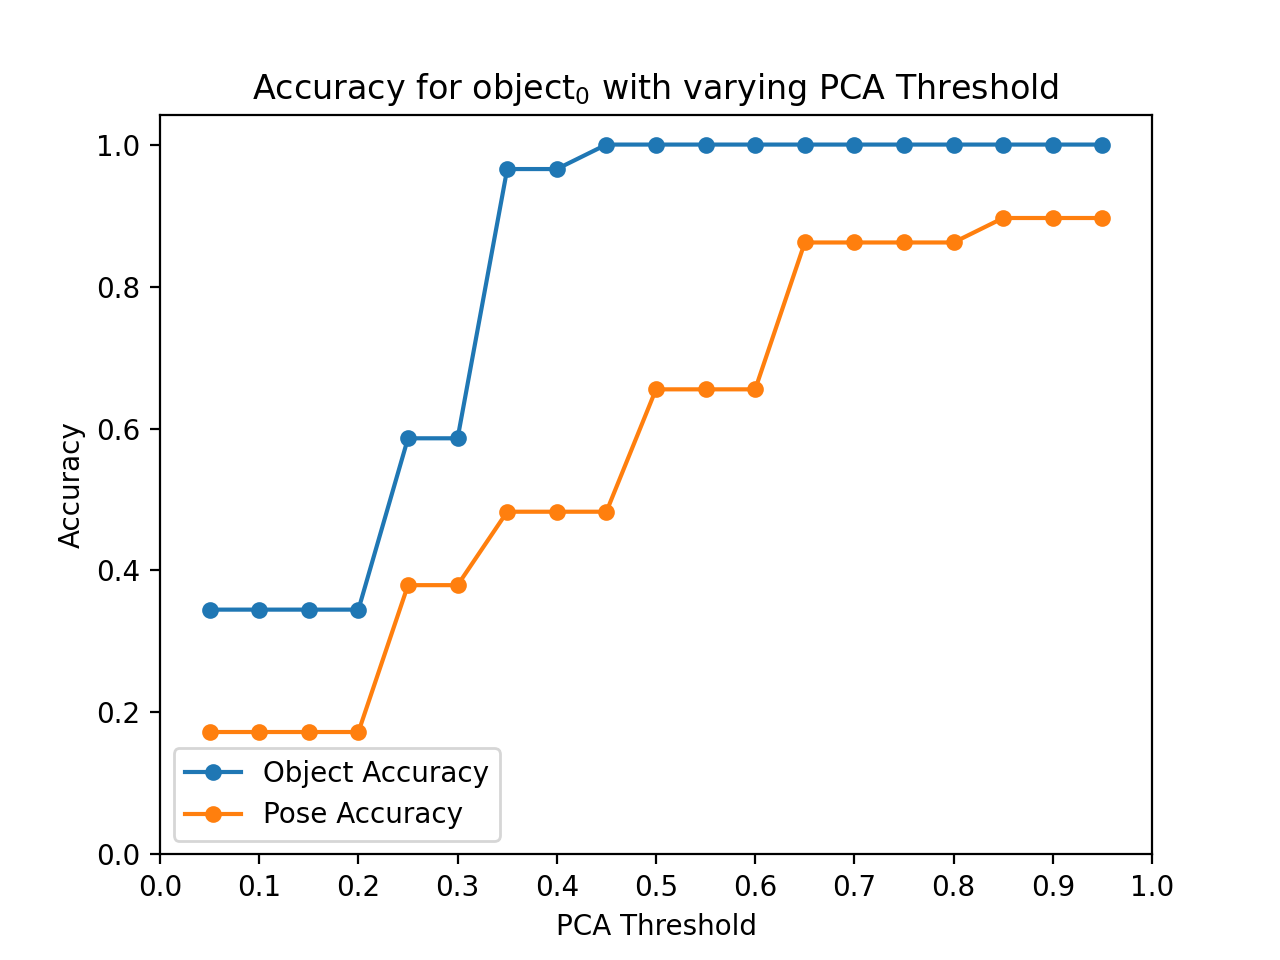 Accuracy for object₀ with varying PCA Threshold
1.0
0.8
0.6
0.4
0.2
0.0
Accuracy
Object Accuracy
Pose Accuracy
0.0 0.1 0.2 0.3 0.4 0.5 0.6 0.7 0.8 0.9 1.0
PCA Threshold